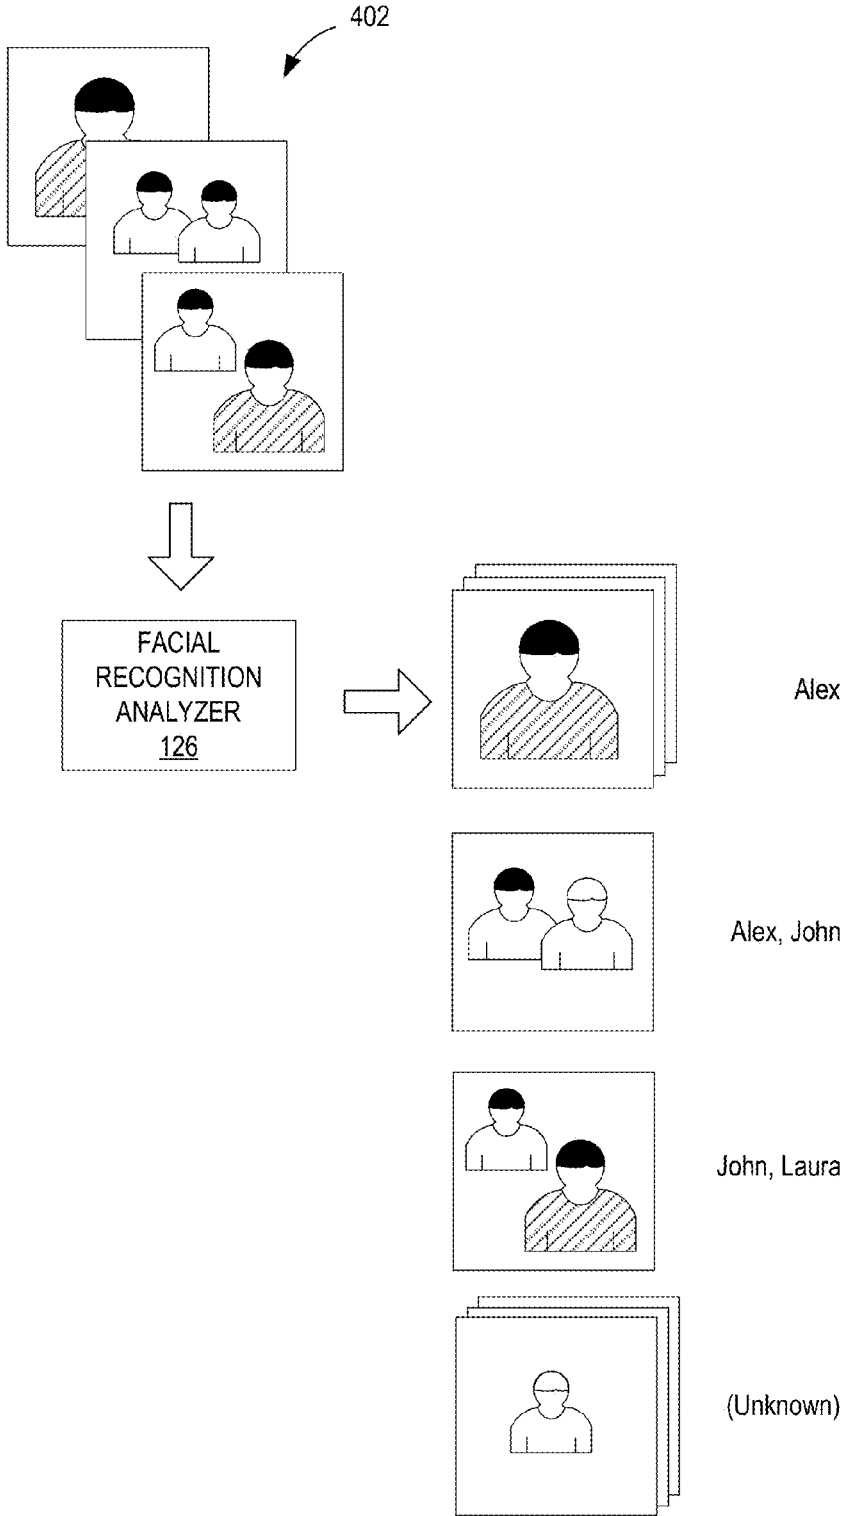 402
FACIAL
RECOGNITION
ANALYZER
126
Alex
Alex, John
John, Laura
(Unknown)